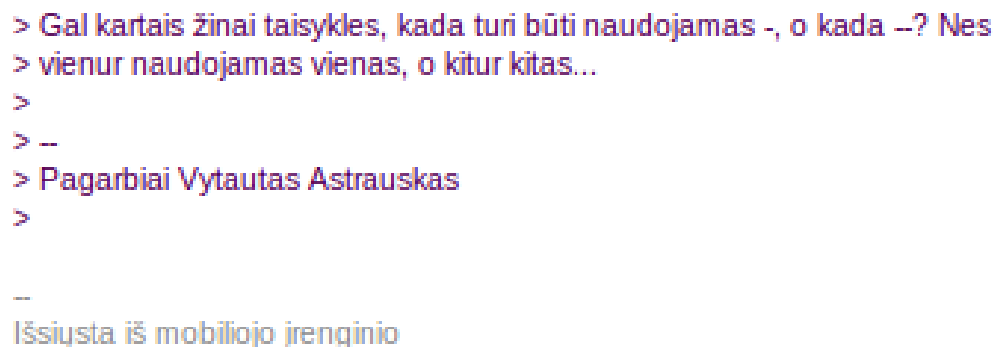 > Gal kartais žinai taisykles, kada turi būti naudojamas -, o kada --? Nes
> vienur naudojamas vienas, o kitur kitas...
>
> --
> Pagarbiai Vytautas Astrauskas
>
--
Išsiųsta iš mobiliojo įrenginio